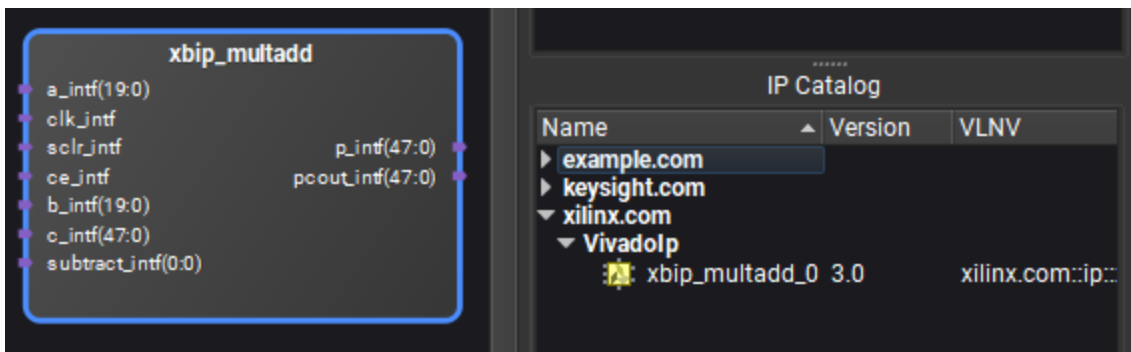 xbip_multadd
a_intf(19:0)
clk_intf
sclr_intf
p_intf(47:0)
ce_intf
pcout_intf(47:0)
b_intf(19:0)
c_intf(47:0)
subtract_intf(0:0)
IP Catalog
Name Version VLNV
example.com
keysight.com
xilinx.com
VivadoIp
xbip_multadd_0 3.0 xilinx.com::ip::